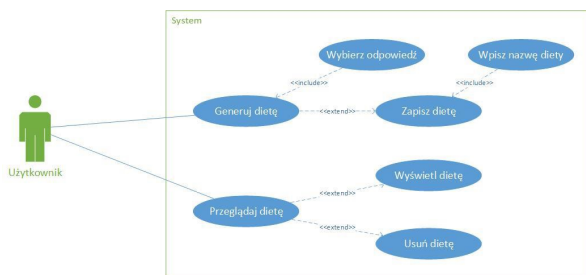 System
Wybierz odpowiedź
Wpisz nazwę diety
<<include>>
<<include>>
Generuj dietę
<<extend>>
Zapisz dietę
Użytkownik
Wyświetl dietę
<<extend>>
Przeglądaj dietę
<<extend>>
Usuń dietę